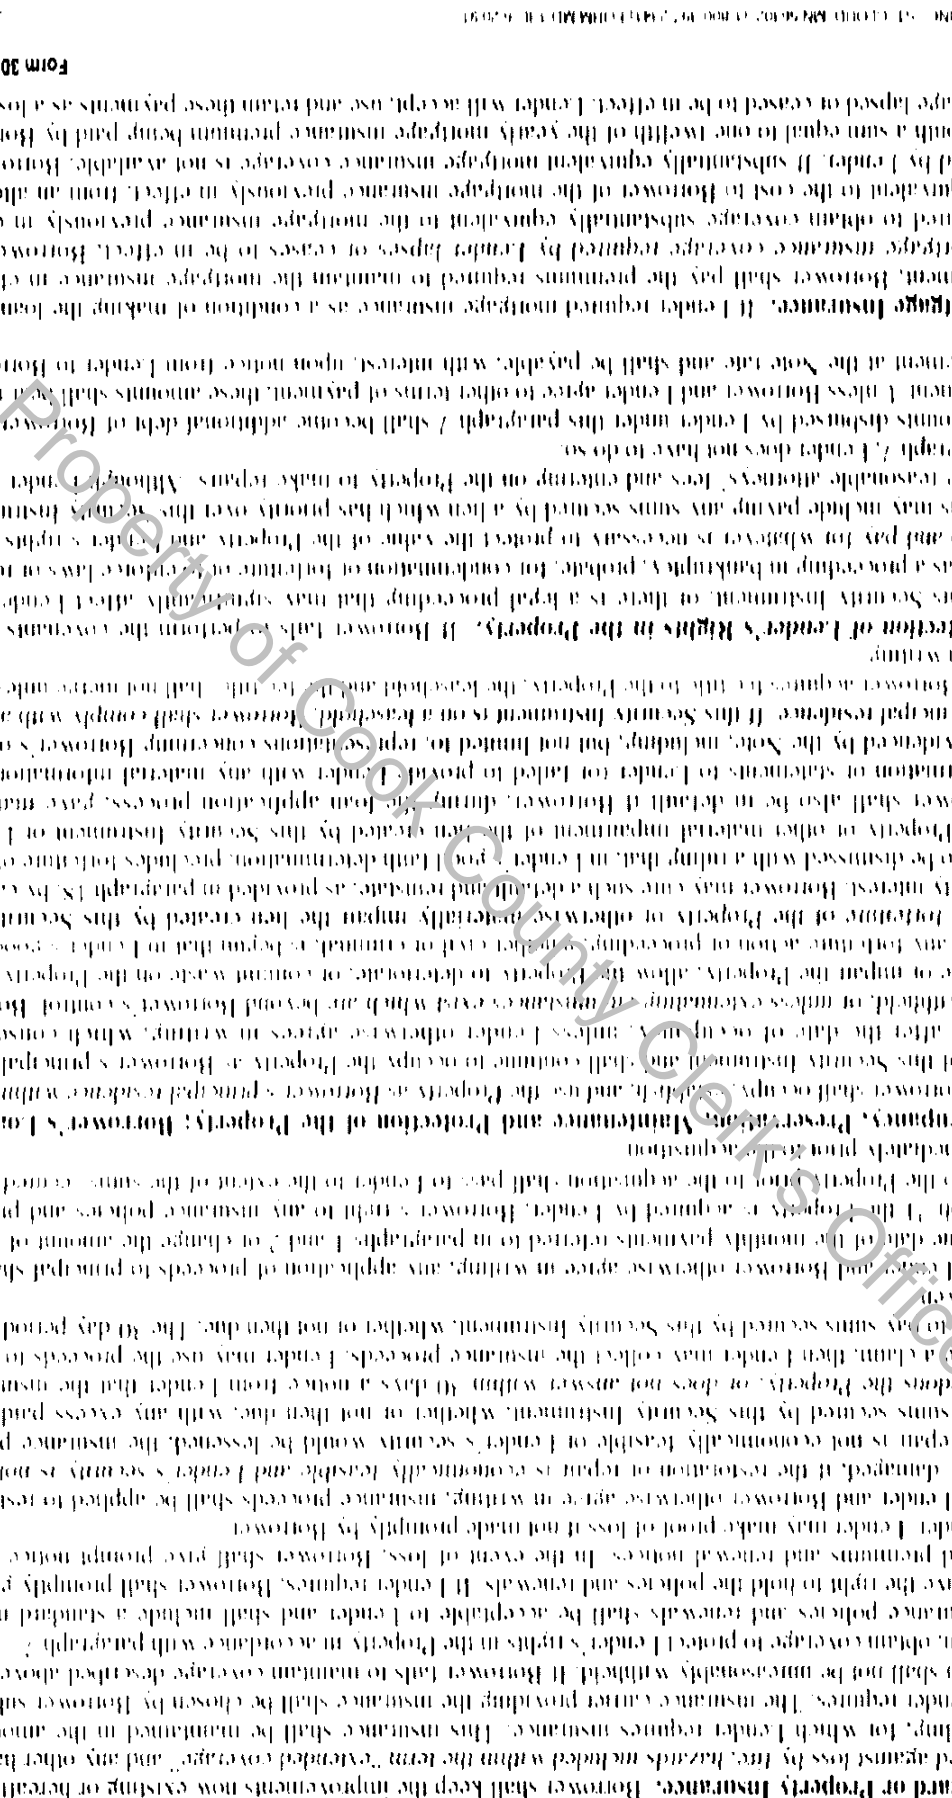 ard or Property Insurance. Borrower shall keep the improvements now existing or hereaft
d against loss by fire, hazards included within the term "extended coverage" and any other ha
ding, for which Lender requires insurance. This insurance shall be maintained in the amou
ender requires. The insurance carrier providing the insurance shall be chosen by Borrower sub
h shall not be unreasonably withheld. If Borrower fails to maintain coverage described above
n, obtain coverage to protect Lender's rights in the Property in accordance with paragraph 7.
surance policies and renewals shall be acceptable to Lender and shall include a standard m
ave the right to hold the policies and renewals. If Lender requires, Borrower shall promptly g
d premiums and renewal notices. In the event of loss, Borrower shall give prompt notice
nder. Lender may make proof of loss if not made promptly by Borrower.
Lender and Borrower otherwise agree in writing, insurance proceeds shall be applied to rest
damaged, if the restoration or repair is economically feasible and Lender's security is not
epair is not economically feasible or Lender's security would be lessened, the insurance p
sums secured by this Security Instrument, whether or not then due, with any excess paid
dons the Property, or does not answer within 30 days a notice from Lender that the insur
a claim, then Lender may collect the insurance proceeds. Lender may use the proceeds to
to pay sums secured by this Security Instrument, whether or not then due. The 30 day period
ven.
Lender and Borrower otherwise agree in writing, any application of proceeds to principal sh
he due date of the monthly payments referred to in paragraphs 1 and 2 or change the amount of
ph 21 the Property is acquired by Lender, Borrower's right to any insurance policies and pr
o the Property prior to the acquisition shall pass to Lender to the extent of the sums secured
ediately prior to the acquisition.
upancy, Preservation, Maintenance and Protection of the Property; Borrower's Loa
orrower shall occupy, establish, and use the Property as Borrower's principal residence within
f this Security Instrument and shall continue to occupy the Property as Borrower's principal
after the date of occupancy, unless Lender otherwise agrees in writing, which conse
withheld, or unless extenuating circumstances exist which are beyond Borrower's control. Bo
e or impair the Property, allow the Property to deteriorate, or commit waste on the Property.
any forfeiture action or proceeding, whether civil or criminal, is begun that in Lender's good
forfeiture of the Property or otherwise materially impair the lien created by this Securit
ty interest. Borrower may cure such a default and reinstate, as provided in paragraph 18, by c
to be dismissed with a ruling that, in Lender's good faith determination, precludes forfeiture o
Property or other material impairment of the lien created by this Security Instrument or L
wer shall also be in default if Borrower, during the loan application process, gave mat
rmation or statements to Lender (or failed to provide Lender with any material information
videnced by the Note, including, but not limited to, representations concerning Borrower's o
incipal residence. If this Security Instrument is on a leasehold, Borrower shall comply with a
Borrower acquires fee title to the Property, the leasehold and the fee title shall not merge unle
n writing.
tection of Lender's Rights in the Property. If Borrower fails to perform the covenants
his Security Instrument, or there is a legal proceeding that may significantly affect Lender
as a proceeding in bankruptcy, probate, for condemnation or forfeiture or to enforce laws or re
and pay for whatever is necessary to protect the value of the Property and Lender's rights
s may include paying any sums secured by a lien which has priority over this Security Instru
reasonable attorneys' fees and entering on the Property to make repairs. Although Lender
graph 7, Lender does not have to do so.
ounts disbursed by Lender under this paragraph 7 shall become additional debt of Borrower
ment. Unless Borrower and Lender agree to other terms of payment, these amounts shall be
ement at the Note rate and shall be payable, with interest, upon notice from Lender to Borr
tgage Insurance. If Lender required mortgage insurance as a condition of making the loan
ment, Borrower shall pay the premiums required to maintain the mortgage insurance in ef
rtgage insurance coverage required by Lender lapses or ceases to be in effect, Borrowe
uired to obtain coverage substantially equivalent to the mortgage insurance previously in e
uivalent to the cost to Borrower of the mortgage insurance previously in effect, from an alte
d by Lender. If substantially equivalent mortgage insurance coverage is not available, Borro
onth a sum equal to one twelfth of the yearly mortgage insurance premium being paid by Bor
age lapsed or ceased to be in effect. Lender will accept, use and retain these payments as a los
Form 30
Property of Cook County Clerk's Office